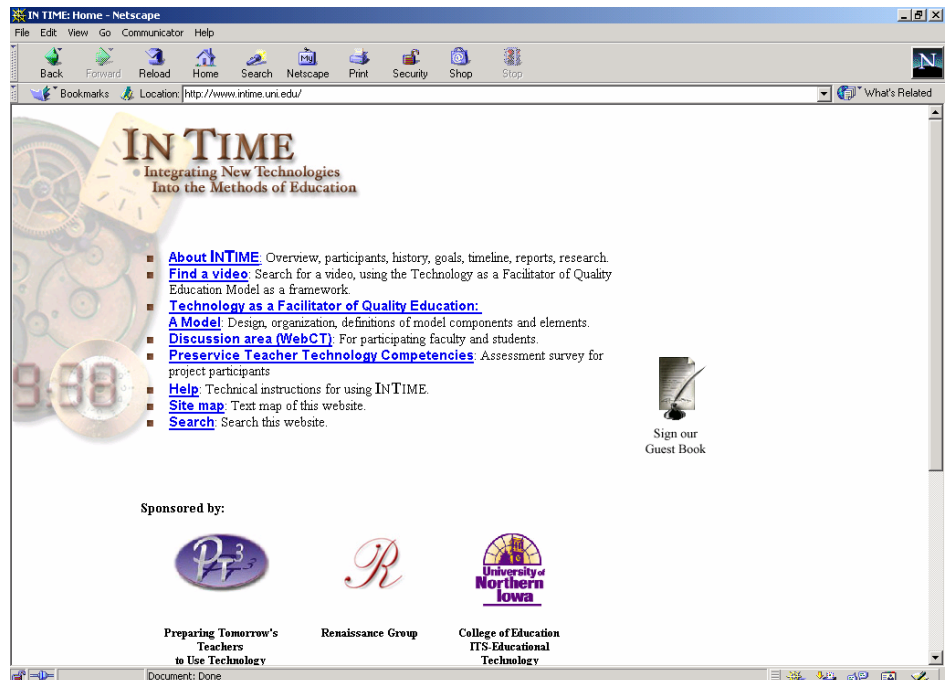 IN TIME: Home - Netscape
File Edit View Go Communicator Help
Back Forward Reload Home Search Netscape Print Security Shop Stop
N
Bookmarks Location: http://www.intime.uni.edu/ What's Related
IN TIME
Integrating New Technologies
Into the Methods of Education
About INTIME: Overview, participants, history, goals, timeline, reports, research.
Find a video: Search for a video, using the Technology as a Facilitator of Quality
Education Model as a framework.
Technology as a Facilitator of Quality Education:
A Model: Design, organization, definitions of model components and elements.
Discussion area (WebCT): For participating faculty and students.
Preservice Teacher Technology Competencies: Assessment survey for
project participants
Help: Technical instructions for using INTIME.
Site map: Text map of this website.
Search: Search this website.
9:38
Sign our
Guest Book
Sponsored by:
PT3
R
University of
Northern
Iowa
Preparing Tomorrow's
Teachers
to Use Technology
Renaissance Group
College of Education
ITS-Educational
Technology
Document: Done